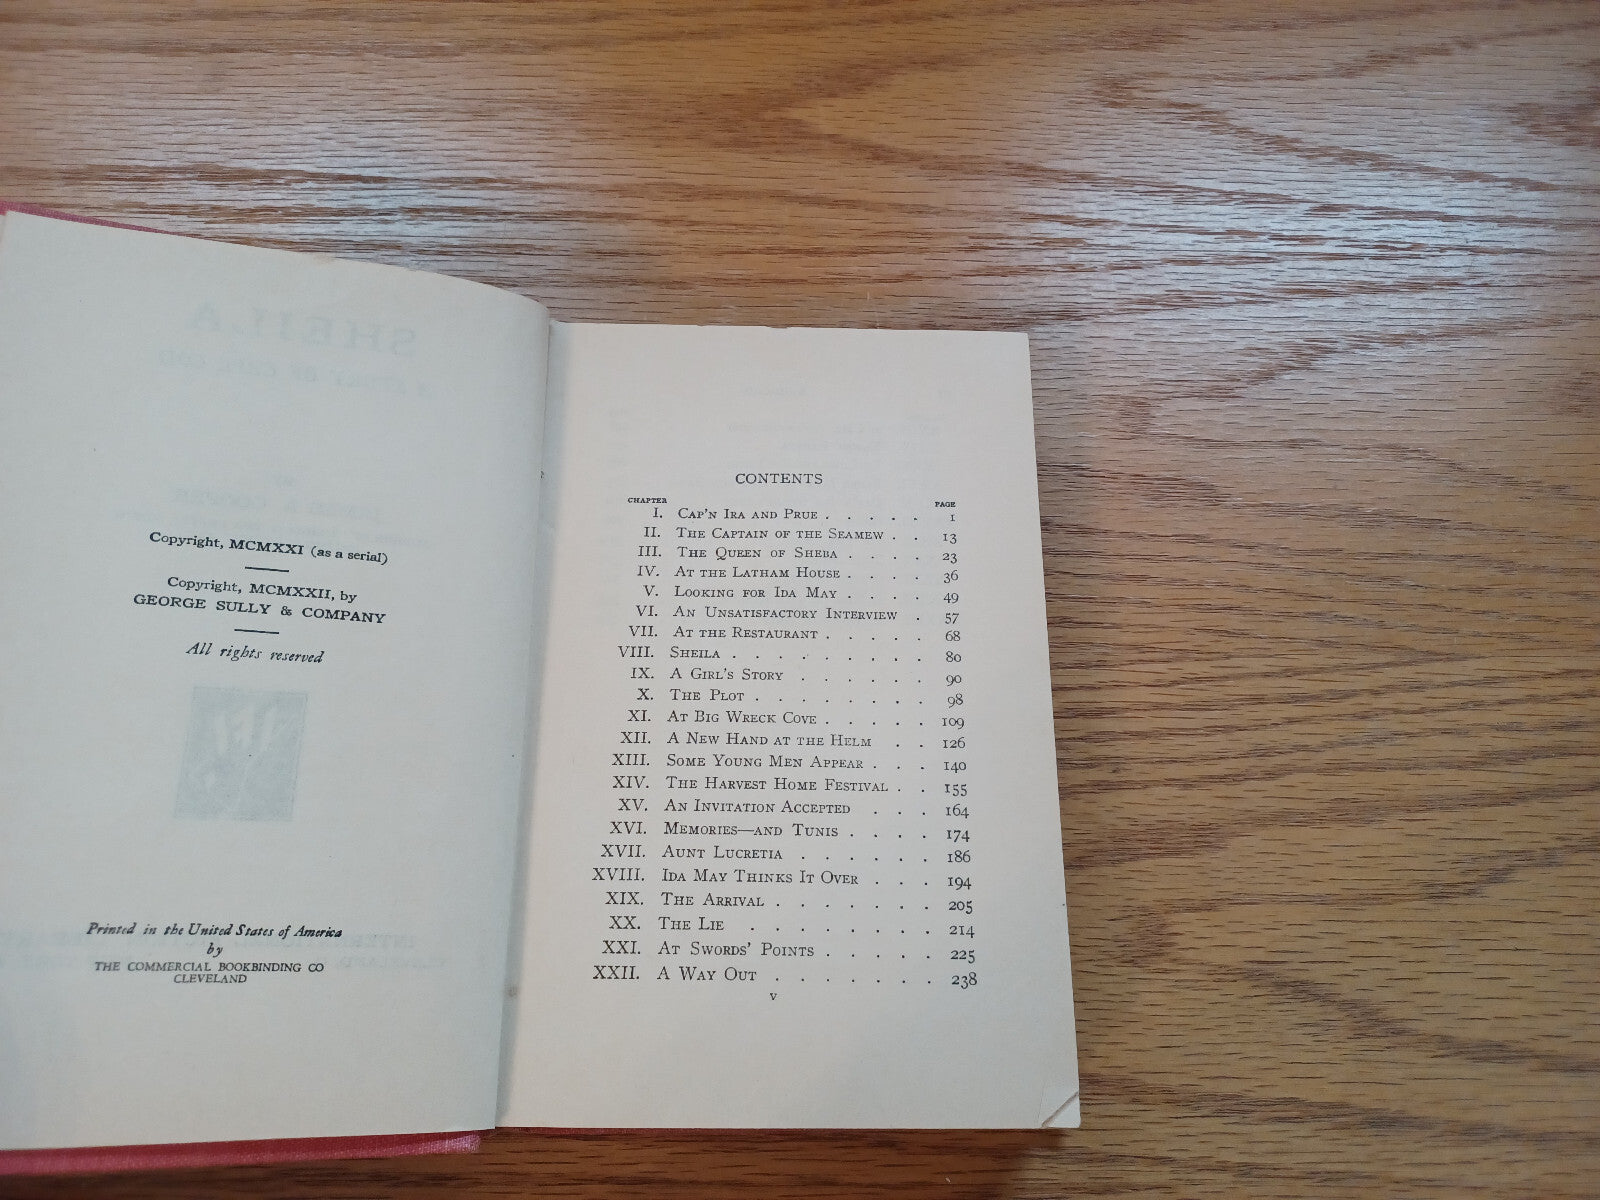 Copyright, MCMXXI (as a serial)
Copyright, MCMXXII, by
GEORGE SULLY & COMPANY
All rights reserved
Printed in the United States of America
by
THE COMMERCIAL BOOKBINDING CO
CLEVELAND
CONTENTS
CHAPTER PAGE
I. CAP'N IRA AND PRUE . . . . . 1
II. THE CAPTAIN OF THE SEAMEW . . 13
III. THE QUEEN OF SHEBA . . . . 23
IV. AT THE LATHAM HOUSE . . . . 36
V. LOOKING FOR IDA MAY . . . . 49
VI. AN UNSATISFACTORY INTERVIEW . 57
VII. AT THE RESTAURANT . . . . . 68
VIII. SHEILA . . . . . . . . . 80
IX. A GIRL'S STORY . . . . . . 90
X. THE PLOT . . . . . . . . 98
XI. AT BIG WRECK COVE . . . . . 109
XII. A NEW HAND AT THE HELM . . 126
XIII. SOME YOUNG MEN APPEAR . . . 140
XIV. THE HARVEST HOME FESTIVAL . . 155
XV. AN INVITATION ACCEPTED . . . 164
XVI. MEMORIES—AND TUNIS . . . . 174
XVII. AUNT LUCRETIA . . . . . . 186
XVIII. IDA MAY THINKS IT OVER . . . 194
XIX. THE ARRIVAL . . . . . . . 205
XX. THE LIE . . . . . . . . 214
XXI. AT SWORDS' POINTS . . . . . 225
XXII. A WAY OUT . . . . . . . 238
v